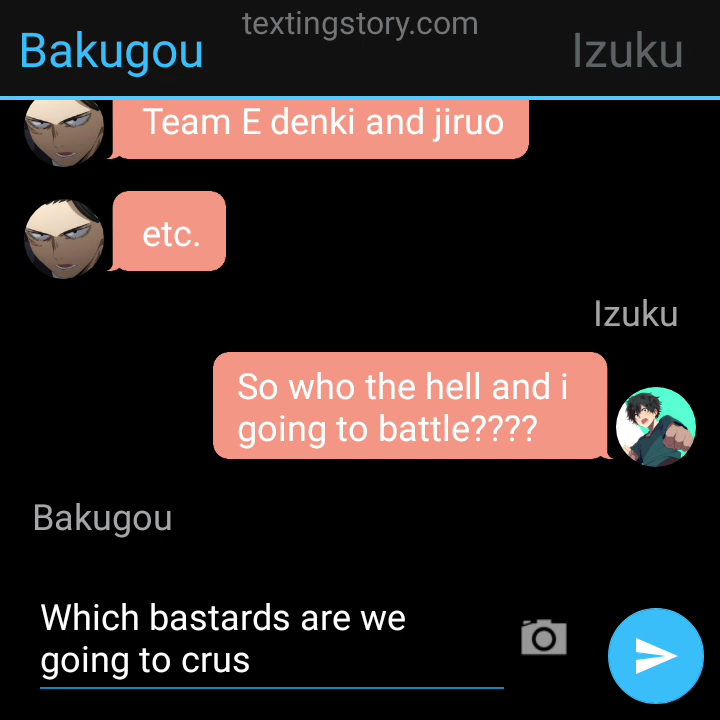 textingstory.com
Bakugou
Izuku
Team E denki and jiruo
etc.
Izuku
So who the hell and i
going to battle????
Bakugou
Which bastards are we
going to crus